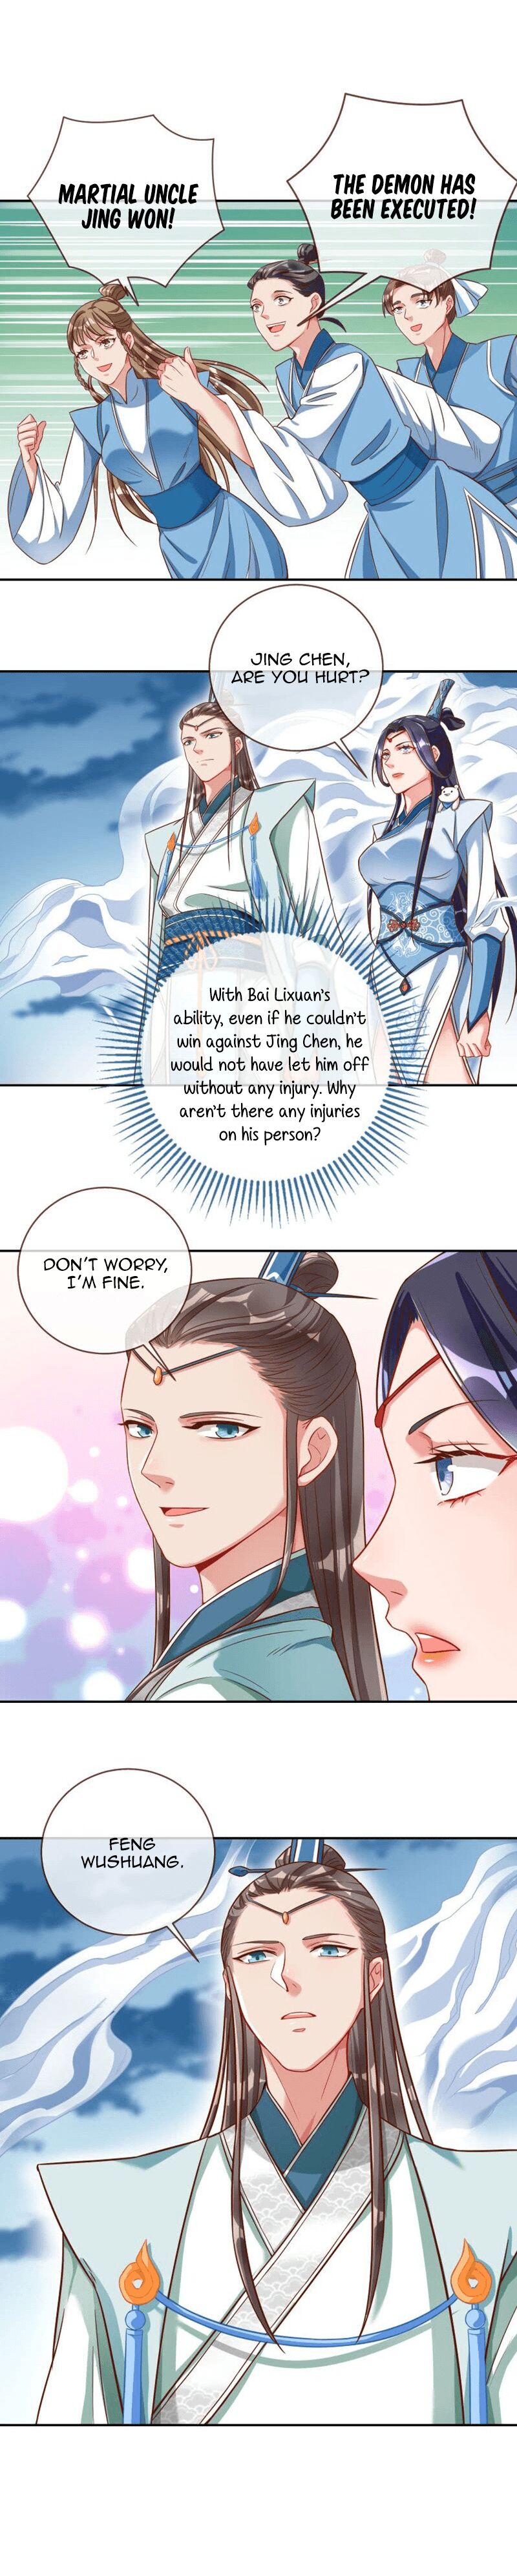 MARTIAL UNCLE
JING WON!
THE DEMON HAS
BEEN EXECUTED!
JING CHEN,
ARE YOU HURT?
With Bai Lixuan's
ability, even if he couldn't
win against Jing Chen, he
would not have let him off
without any injury. Why
aren't there any injuries
on his person?
DON'T WORRY,
I'M FINE.
FENG
WUSHUANG.